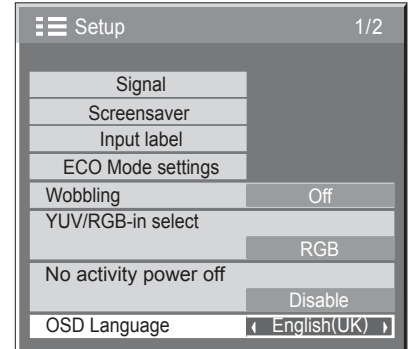 Setup 1/2
Signal
Screensaver
Input label
ECO Mode settings
Wobbling Off
YUV/RGB-in select
RGB
No activity power off
Disable
OSD Language English(UK)